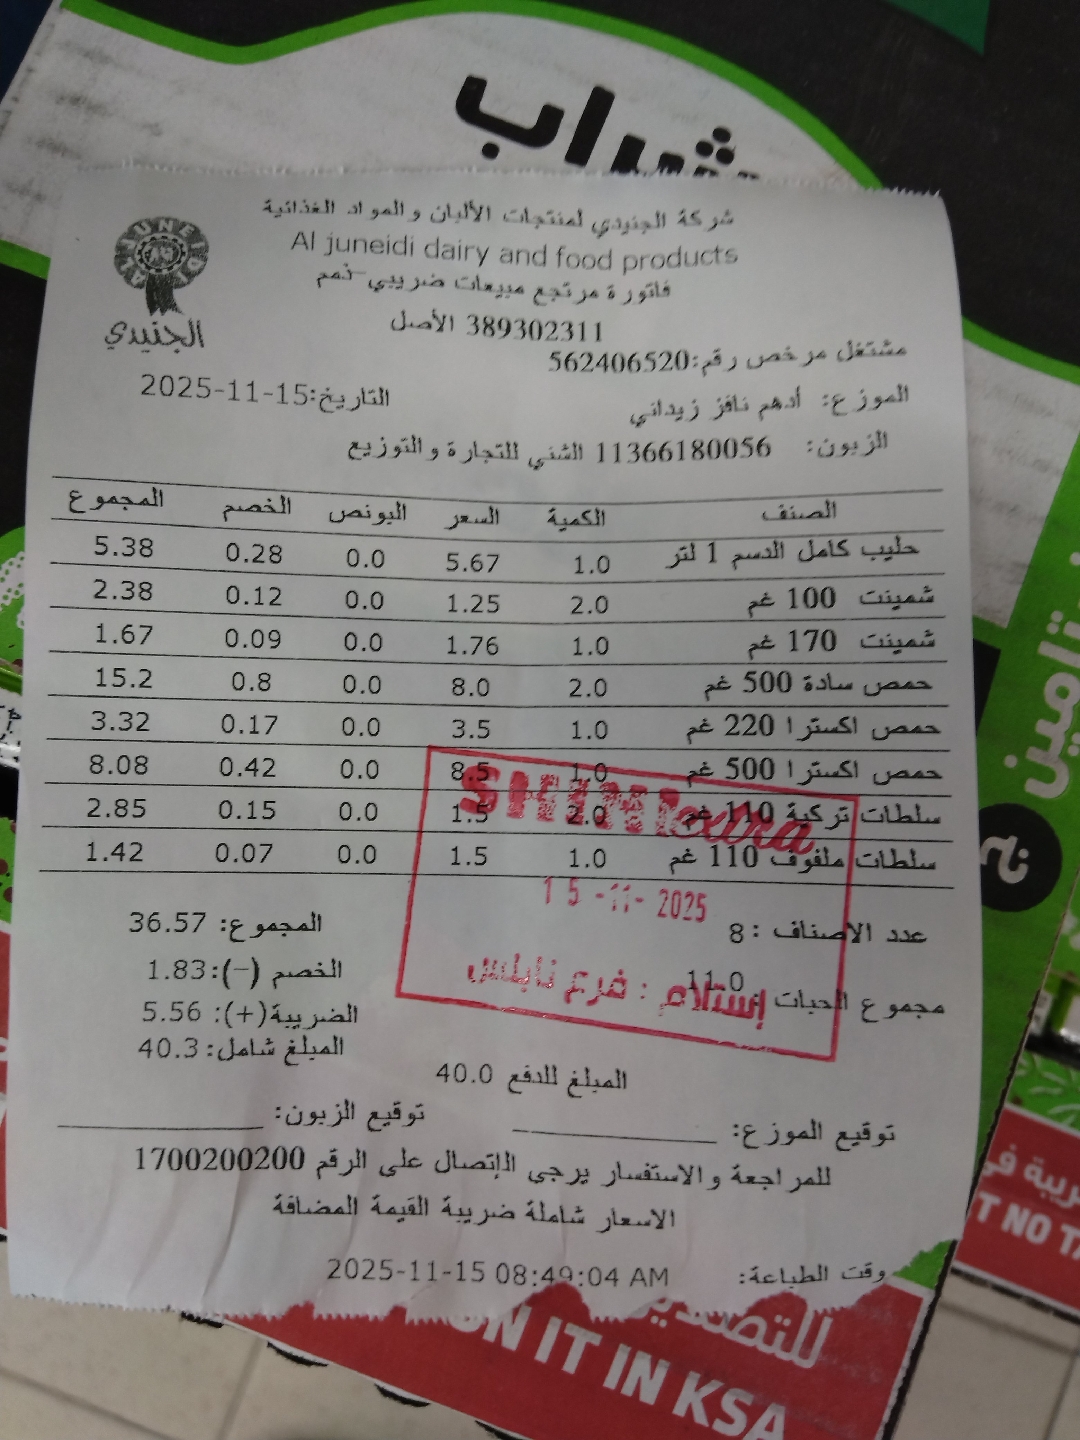 شراب
AL JUNEIDI
الجنيدي
شركة الجنيدي لمنتجات الألبان والمواد الغذائية
Al juneidi dairy and food products
فاتورة مرتجع مبيعات ضريبي-ذمم
389302311 الأصل
مشتغل مرخص رقم:562406520
الموزع: أدهم نافز زيداني التاريخ:15-11-2025
الزبون: 11366180056 الشني للتجارة والتوزيع
الصنف الكمية السعر البونص الخصم المجموع
حليب كامل الدسم 1 لتر 1.0 5.67 0.0 0.28 5.38
شمينت 100 غم 2.0 1.25 0.0 0.12 2.38
شمينت 170 غم 1.0 1.76 0.0 0.09 1.67
حمص سادة 500 غم 2.0 8.0 0.0 0.8 15.2
حمص اكسترا 220 غم 1.0 3.5 0.0 0.17 3.32
حمص اكسترا 500 غم 1.0 8.5 0.0 0.42 8.08
سلطات تركية 110 غم 2.0 1.5 0.0 0.15 2.85
سلطات ملفوف 110 غم 1.0 1.5 0.0 0.07 1.42
15-11-2025
إستلام : فرع نابلس
عدد الاصناف : 8 المجموع: 36.57
مجموع الحبات : 11.0 الخصم (-):1.83
الضريبة(+): 5.56
المبلغ شامل: 40.3
المبلغ للدفع 40.0
توقيع الموزع: توقيع الزبون:
للمراجعة والاستفسار يرجى الإتصال على الرقم 1700200200
الاسعار شاملة ضريبة القيمة المضافة
وقت الطباعة: 2025-11-15 08:49:04 AM
ON IT IN KSA
T NO